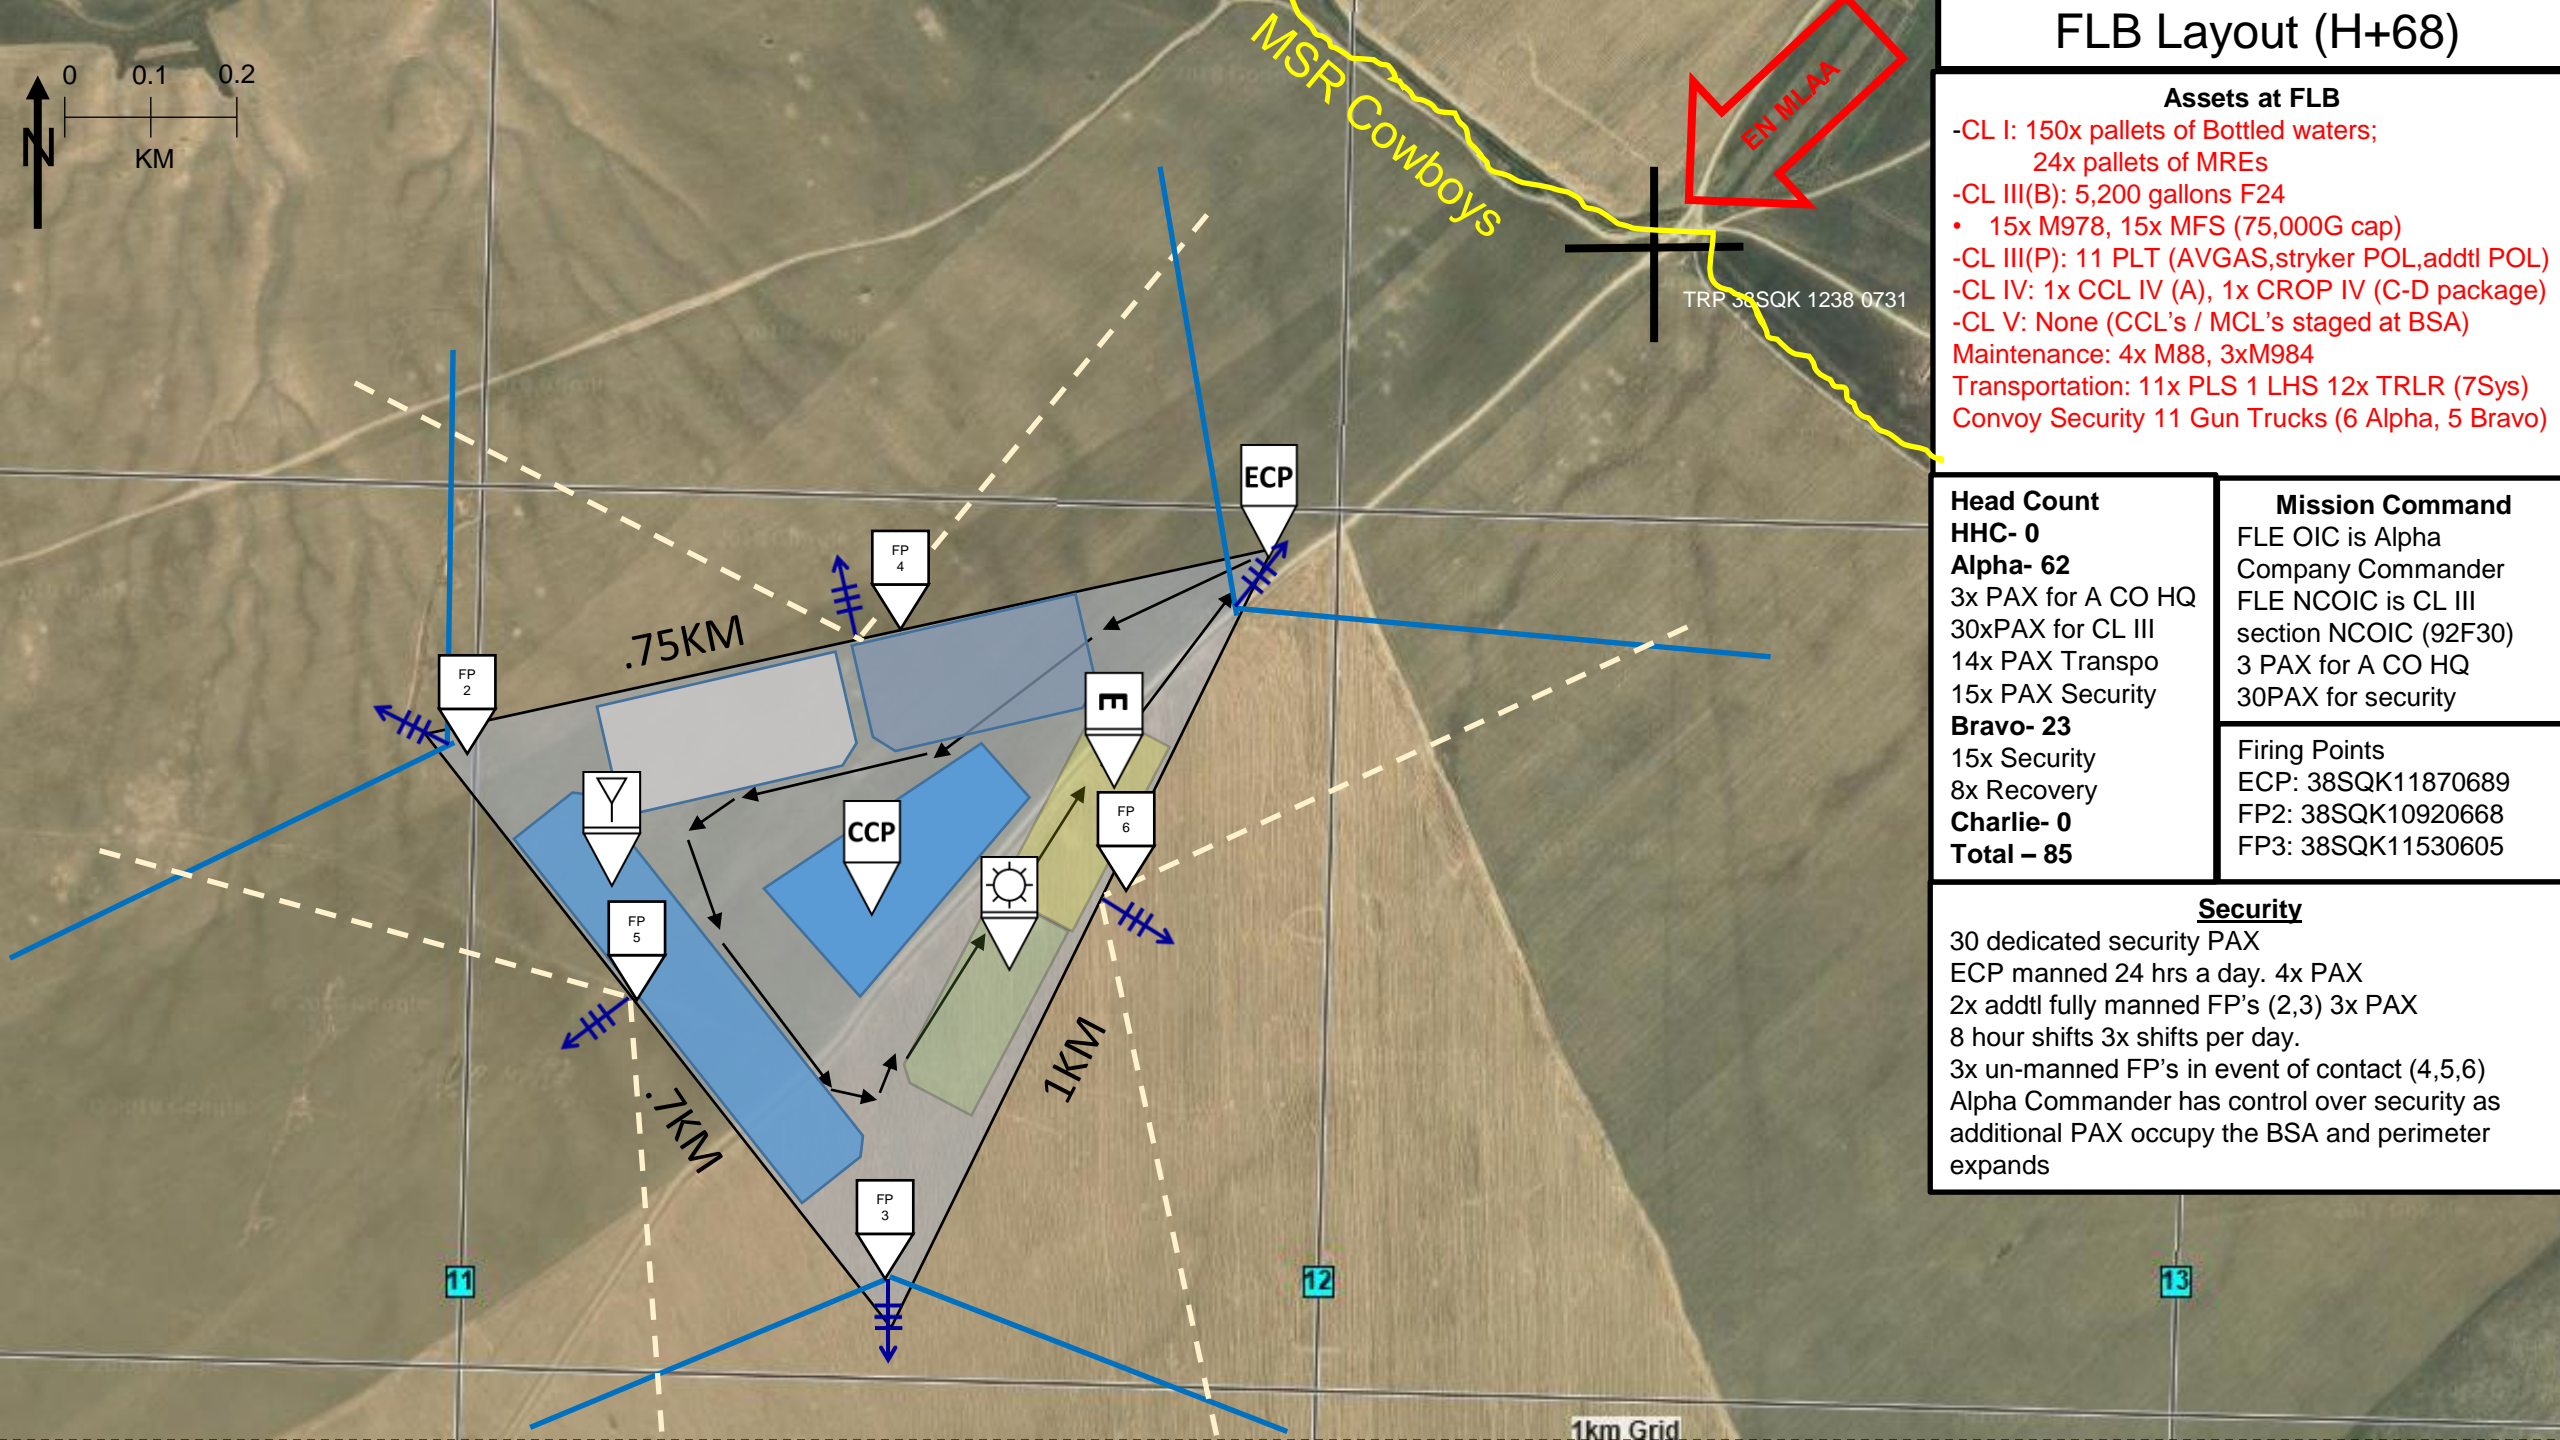 FLB Layout (H+68)
0 0.1 0.2
KM
N
MSR Cowboys
EN MLAA
TRP 38SQK 1238 0731
ECP
FP
4
.75KM
FP
2
E
FP
6
CCP
FP
5
1KM
.7KM
FP
3
11
12
13
1km Grid
Assets at FLB
-CL I: 150x pallets of Bottled waters;
24x pallets of MREs
-CL III(B): 5,200 gallons F24
• 15x M978, 15x MFS (75,000G cap)
-CL III(P): 11 PLT (AVGAS,stryker POL,addtl POL)
-CL IV: 1x CCL IV (A), 1x CROP IV (C-D package)
-CL V: None (CCL's / MCL's staged at BSA)
Maintenance: 4x M88, 3xM984
Transportation: 11x PLS 1 LHS 12x TRLR (7Sys)
Convoy Security 11 Gun Trucks (6 Alpha, 5 Bravo)
Head Count
HHC- 0
Alpha- 62
3x PAX for A CO HQ
30xPAX for CL III
14x PAX Transpo
15x PAX Security
Bravo- 23
15x Security
8x Recovery
Charlie- 0
Total – 85
Mission Command
FLE OIC is Alpha
Company Commander
FLE NCOIC is CL III
section NCOIC (92F30)
3 PAX for A CO HQ
30PAX for security
Firing Points
ECP: 38SQK11870689
FP2: 38SQK10920668
FP3: 38SQK11530605
Security
30 dedicated security PAX
ECP manned 24 hrs a day. 4x PAX
2x addtl fully manned FP's (2,3) 3x PAX
8 hour shifts 3x shifts per day.
3x un-manned FP's in event of contact (4,5,6)
Alpha Commander has control over security as
additional PAX occupy the BSA and perimeter
expands